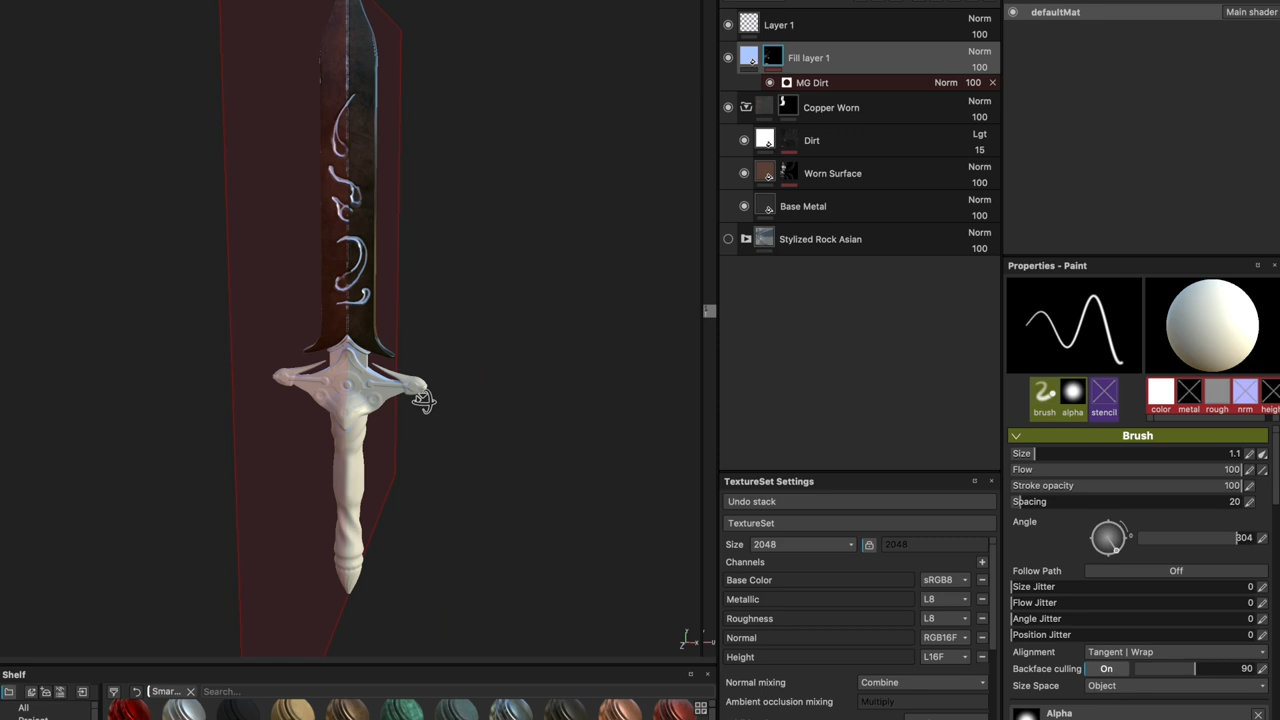 Layer 1
Norm
100
Fill layer 1
Norm
100
MG Dirt
Norm 100
Copper Worn
Norm
100
Dirt
Lgt
15
Worn Surface
Norm
100
Base Metal
Norm
100
Stylized Rock Asian
Norm
100
defaultMat
Main shader
Properties - Paint
brush alpha stencil
color metal rough nrm heigh
Brush
Size 1.1
Flow 100
Stroke opacity 100
Spacing 20
Angle
304
Follow Path Off
Size Jitter 0
Flow Jitter 0
Angle Jitter 0
Position Jitter 0
Alignment Tangent | Wrap
Backface culling On 90
Size Space Object
Alpha
TextureSet Settings
Undo stack
TextureSet
Size 2048 2048
Channels
Base Color sRGB8
Metallic L8
Roughness L8
Normal RGB16F
Height L16F
Normal mixing Combine
Ambient occlusion mixing Multiply
Shelf
Smar...
Search...
All
Project